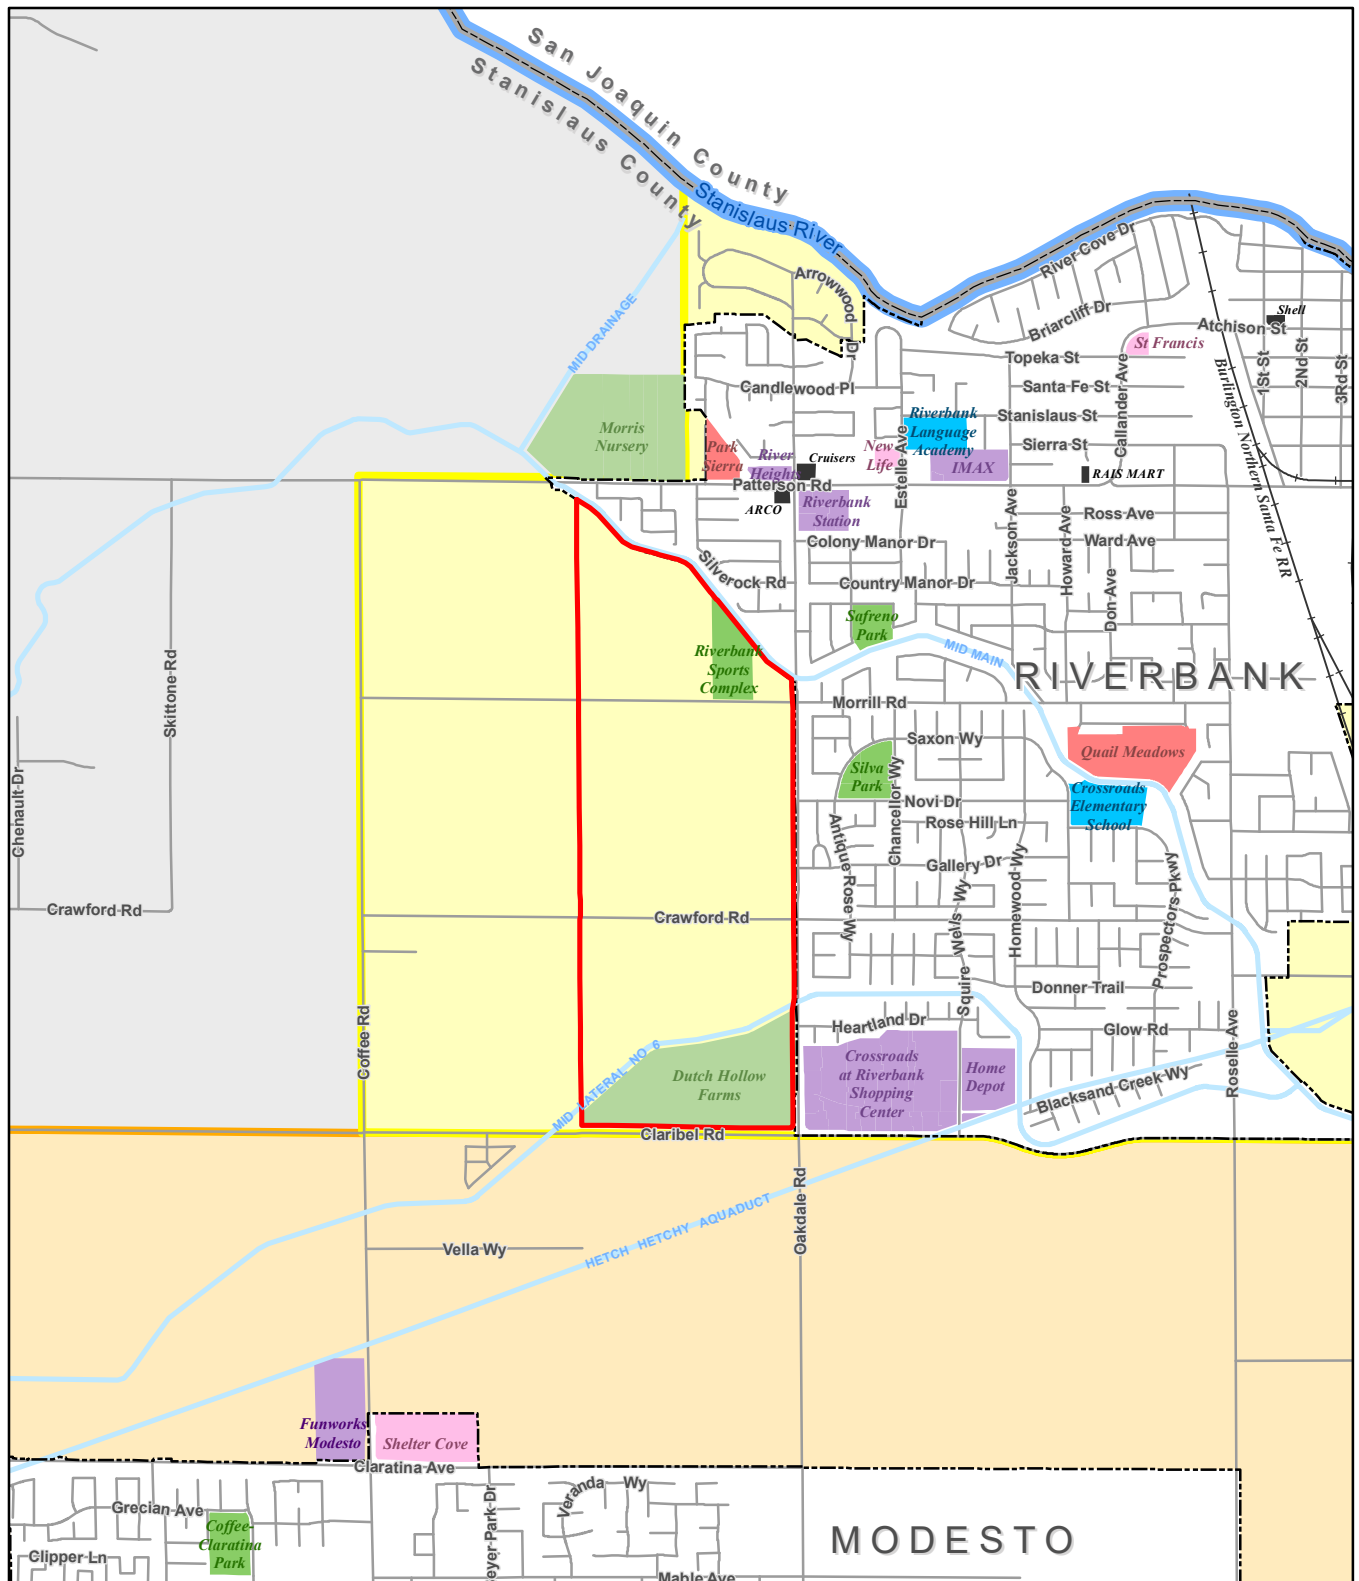 San Joaquin County
Stanislaus County
Stanislaus River
River Cove Dr
Arrowwood
Dr
MID DRAINAGE
Briarcliff Dr
Shell
Atchison St
St Francis
Topeka St
1St St
2Nd St
3Rd St
Candlewood Pl
Santa Fe St
Callander Ave
Burlington Northern Santa Fe RR
Morris
Nursery
Riverbank
Language
Academy
Stanislaus St
Sierra St
Estelle Ave
Park
Sierra
River
Heights
Cruisers
New
Life
IMAX
RAIS MART
Patterson Rd
ARCO
Riverbank
Station
Ross Ave
Jackson Ave
Howard Ave
Ward Ave
Colony Manor Dr
Silverock Rd
Country Manor Dr
Don Ave
Safreno
Park
Riverbank
Sports
Complex
MID MAIN
RIVERBANK
Skittone Rd
Morrill Rd
Saxon Wy
Quail Meadows
Silva
Park
Chancellor Wy
Crossroads
Elementary
School
Novi Dr
Rose Hill Ln
Chenault Dr
Antique Rose Wy
Gallery Dr
Homewood Wy
Prospectors Pkwy
Squire Wells Wy
Crawford Rd
Crawford Rd
Donner Trail
Coffee Rd
Heartland Dr
Glow Rd
Roselle Ave
MID LATERAL NO 6
Dutch Hollow
Farms
Crossroads
at Riverbank
Shopping
Center
Home
Depot
Blacksand Creek Wy
Claribel Rd
Oakdale Rd
HETCH HETCHY AQUADUCT
Vella Wy
Funworks
Modesto
Shelter Cove
Claratina Ave
Grecian Ave
Veranda Wy
Coffee-
Claratina
Park
eyer Park Dr
MODESTO
Clipper Ln
Mable Ave